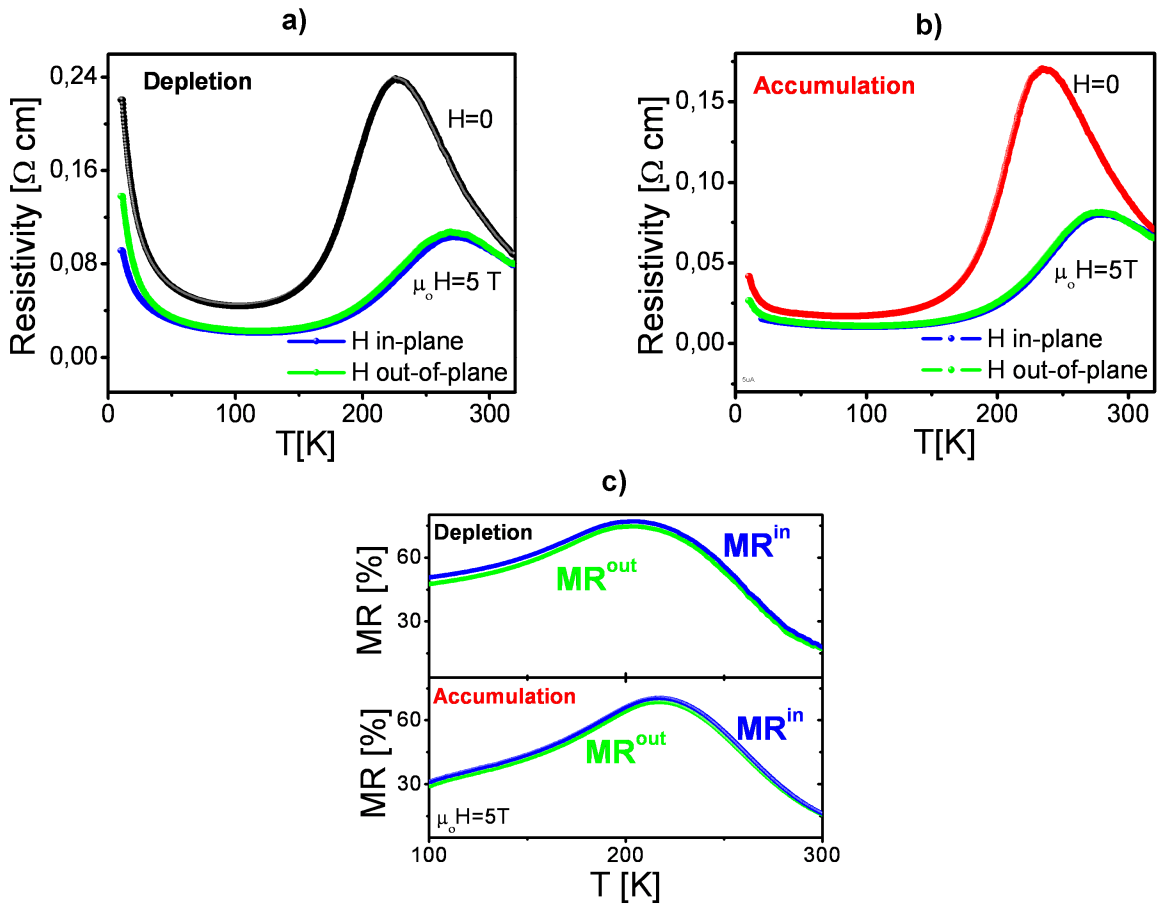 a)
Depletion
H=0
μoH=5 T
H in-plane
H out-of-plane
0,24
0,16
0,08
0,00
Resistivity [Ω cm]
0
100
200
300
T[K]
b)
Accumulation
H=0
μoH=5T
H in-plane
H out-of-plane
5uA
0,15
0,10
0,05
0,00
Resistivity [Ω cm]
0
100
200
300
T[K]
c)
Depletion
MRin
MRout
60
30
MR [%]
Accumulation
MRin
MRout
60
30
MR [%]
μoH=5T
100
200
300
T [K]